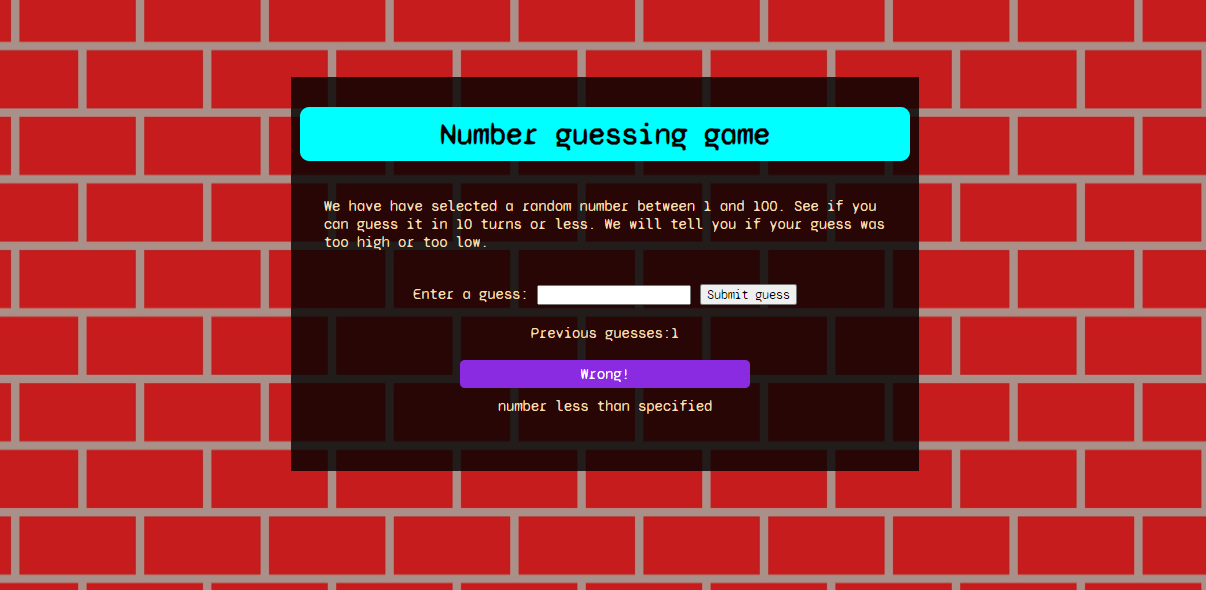 Number guessing game
We have have selected a random number between 1 and 100. See if you
can guess it in 10 turns or less. We will tell you if your guess was
too high or too low.
Enter a guess: Submit guess
Previous guesses:1
Wrong!
number less than specified